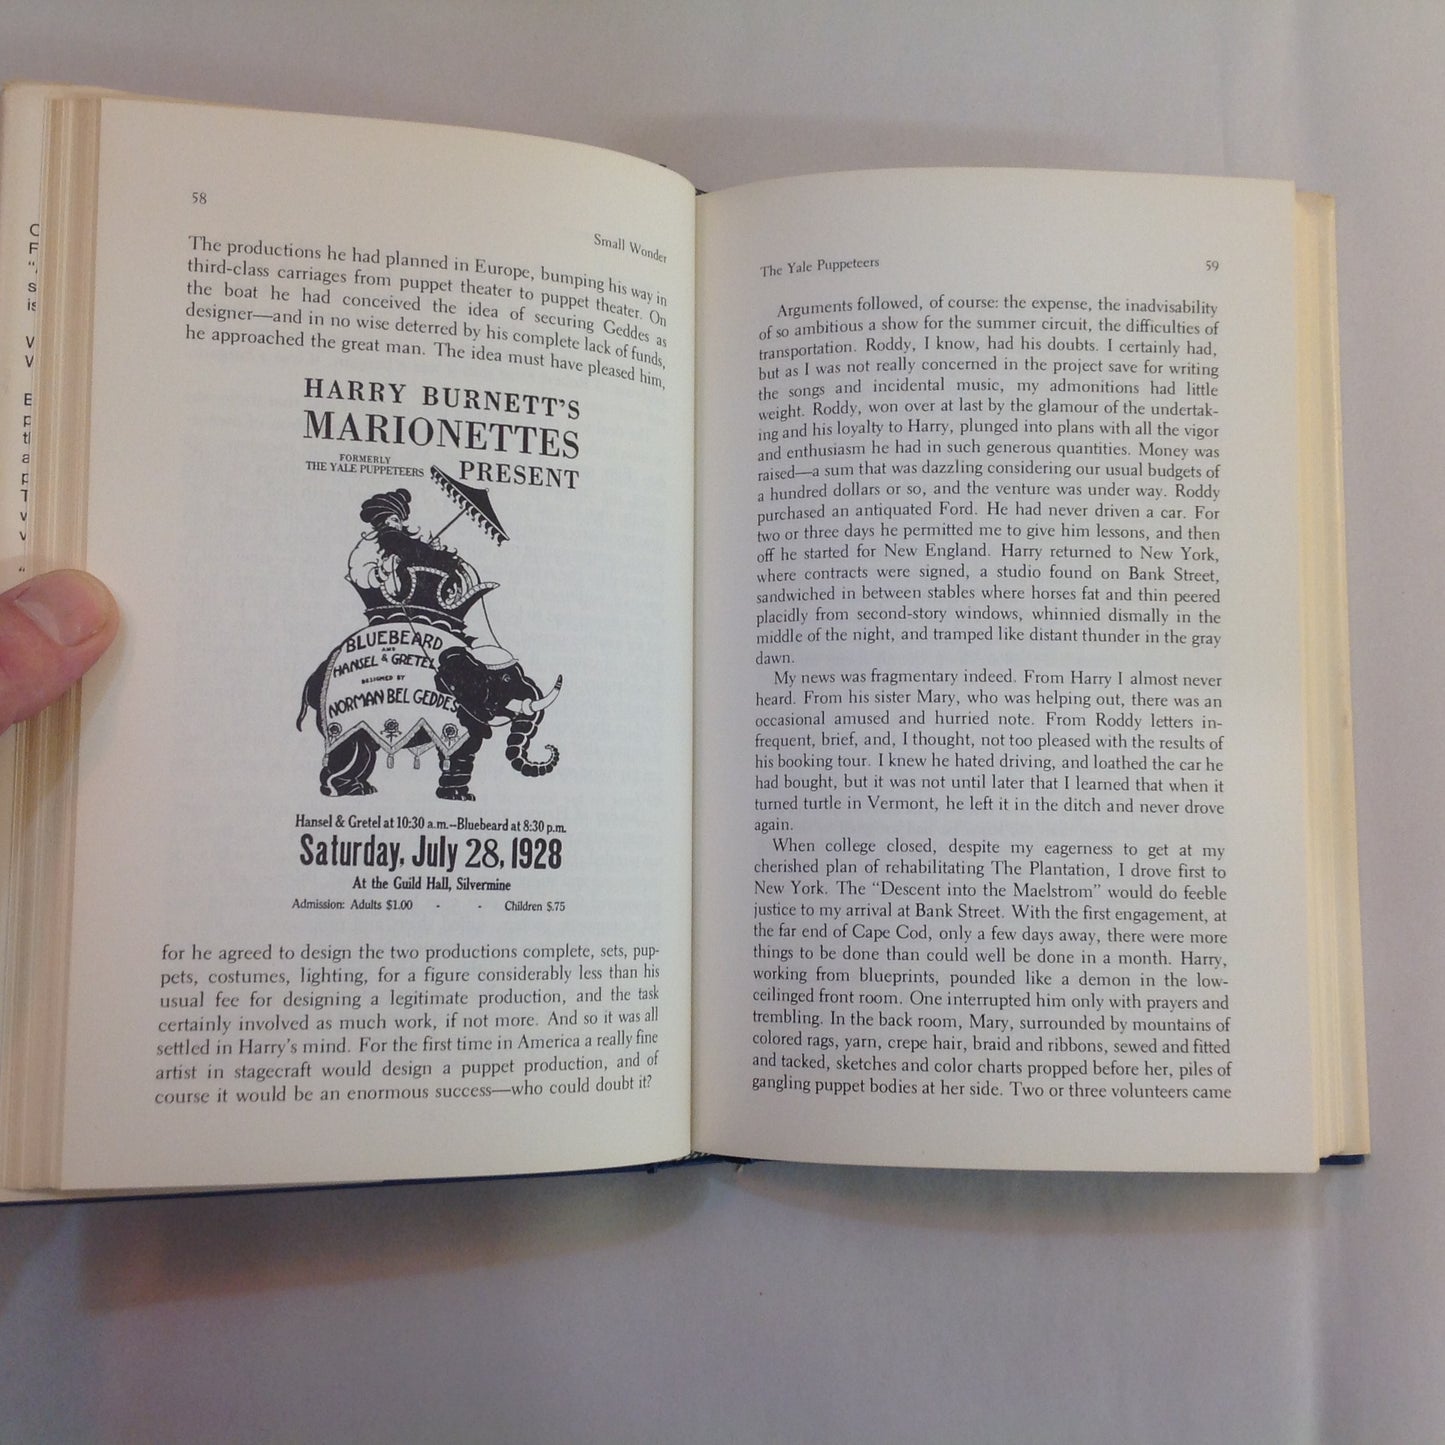 58
Small Wonder
The productions he had planned in Europe, bumping his way in
third-class carriages from puppet theater to puppet theater. On
the boat he had conceived the idea of securing Geddes as
designer—and in no wise deterred by his complete lack of funds,
he approached the great man. The idea must have pleased him,
HARRY BURNETT'S
MARIONETTES
FORMERLY
THE YALE PUPPETEERS
PRESENT
BLUEBEARD
AND
HANSEL & GRETEL
DESIGNED BY
NORMAN BEL GEDDES
Hansel & Gretel at 10:30 a.m.--Bluebeard at 8:30 p.m.
Saturday, July 28, 1928
At the Guild Hall, Silvermine
Admission: Adults $1.00 - - Children $.75
for he agreed to design the two productions complete, sets, pup-
pets, costumes, lighting, for a figure considerably less than his
usual fee for designing a legitimate production, and the task
certainly involved as much work, if not more. And so it was all
settled in Harry's mind. For the first time in America a really fine
artist in stagecraft would design a puppet production, and of
course it would be an enormous success—who could doubt it?
The Yale Puppeteers
59
Arguments followed, of course: the expense, the inadvisability
of so ambitious a show for the summer circuit, the difficulties of
transportation. Roddy, I know, had his doubts. I certainly had,
but as I was not really concerned in the project save for writing
the songs and incidental music, my admonitions had little
weight. Roddy, won over at last by the glamour of the undertak-
ing and his loyalty to Harry, plunged into plans with all the vigor
and enthusiasm he had in such generous quantities. Money was
raised—a sum that was dazzling considering our usual budgets of
a hundred dollars or so, and the venture was under way. Roddy
purchased an antiquated Ford. He had never driven a car. For
two or three days he permitted me to give him lessons, and then
off he started for New England. Harry returned to New York,
where contracts were signed, a studio found on Bank Street,
sandwiched in between stables where horses fat and thin peered
placidly from second-story windows, whinnied dismally in the
middle of the night, and tramped like distant thunder in the gray
dawn.
My news was fragmentary indeed. From Harry I almost never
heard. From his sister Mary, who was helping out, there was an
occasional amused and hurried note. From Roddy letters in-
frequent, brief, and, I thought, not too pleased with the results of
his booking tour. I knew he hated driving, and loathed the car he
had bought, but it was not until later that I learned that when it
turned turtle in Vermont, he left it in the ditch and never drove
again.
When college closed, despite my eagerness to get at my
cherished plan of rehabilitating The Plantation, I drove first to
New York. The "Descent into the Maelstrom" would do feeble
justice to my arrival at Bank Street. With the first engagement, at
the far end of Cape Cod, only a few days away, there were more
things to be done than could well be done in a month. Harry,
working from blueprints, pounded like a demon in the low-
ceilinged front room. One interrupted him only with prayers and
trembling. In the back room, Mary, surrounded by mountains of
colored rags, yarn, crepe hair, braid and ribbons, sewed and fitted
and tacked, sketches and color charts propped before her, piles of
gangling puppet bodies at her side. Two or three volunteers came